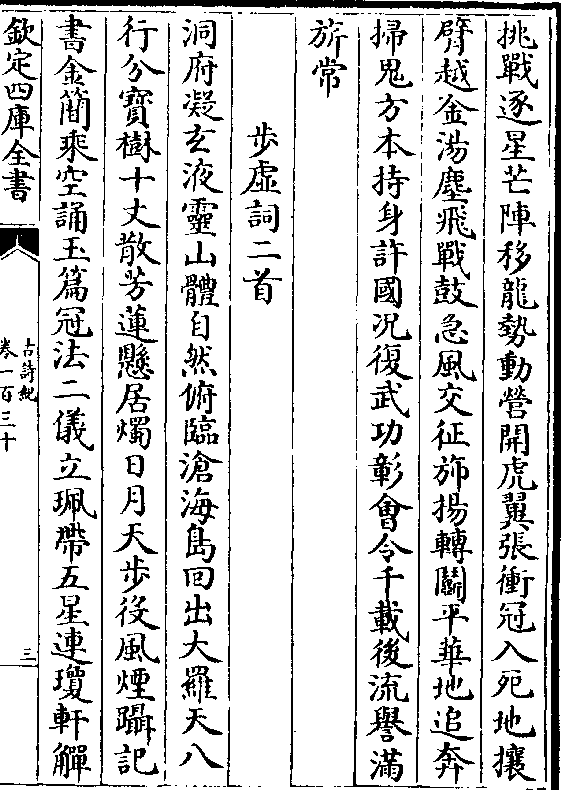 挑戰逐星芒陣移龍勢動營開虎翼張衝冠入死地攘
臂越金湯塵飛戰鼓急風交征斾揚轉鬭平華地追奔
掃鬼方本持身許國况復武功彰會令千載後流譽滿
旂常
步虛詞二首
洞府凝玄液靈山體自然俯臨滄海島回出大羅天八
行分寶樹十丈散芳蓮懸居燭日月天步役風煙躡記
書金簡乘空誦玉篇冠法二儀立珮帶五星連瓊軒觶
欽定四庫全書
古詩紀
卷一百三十
三